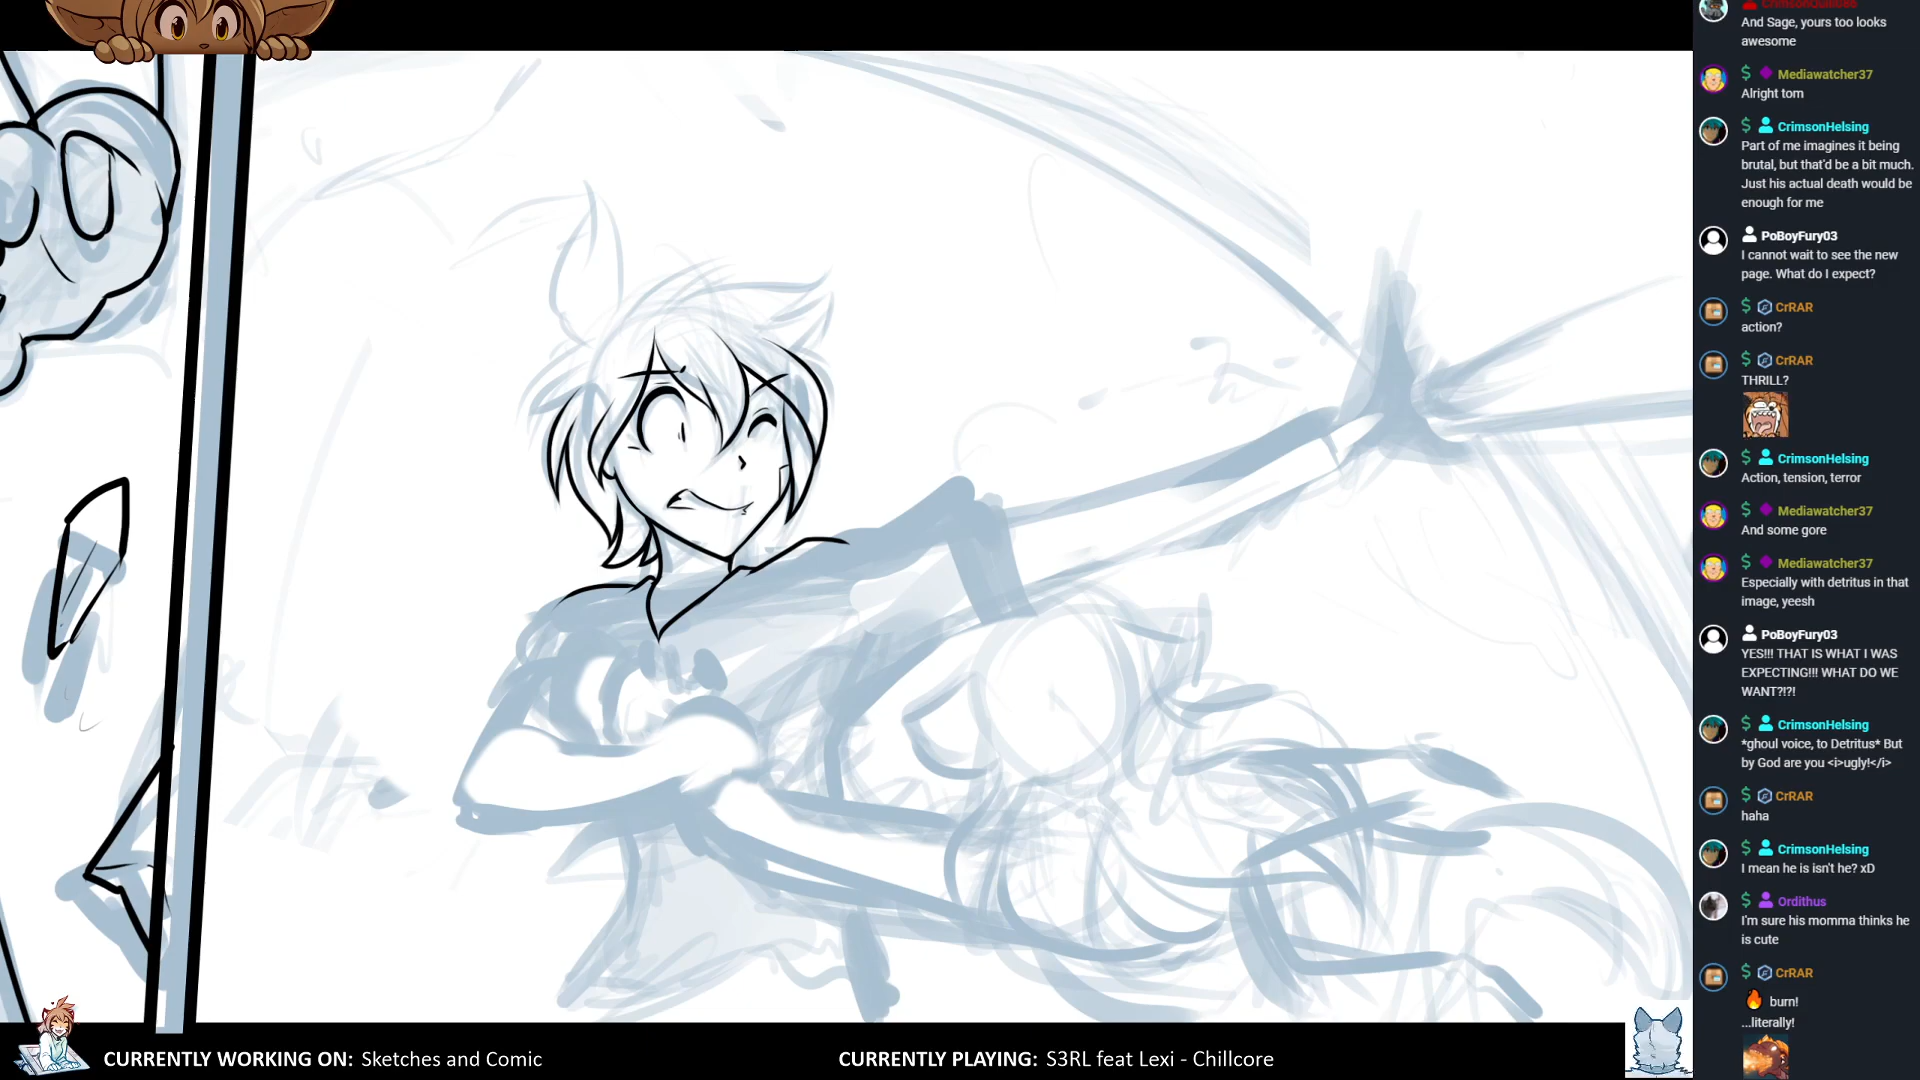 And Sage, yours too looks
awesome
Mediawatcher37
Alright tom
CrimsonHelsing
Part of me imagines it being
brutal, but that'd be a bit much.
Just his actual death would be
enough for me
PoBoyFury03
I cannot wait to see the new
page. What do I expect?
CrRAR
action?
CrRAR
THRILL?
CrimsonHelsing
Action, tension, terror
Mediawatcher37
And some gore
Mediawatcher37
Especially with detritus in that
image, yeesh
PoBoyFury03
YES!!! THAT IS WHAT I WAS
EXPECTING!!! WHAT DO WE
WANT?!?!
CrimsonHelsing
*ghoul voice, to Detritus* But
by God are you <i>ugly!</i>
CrRAR
haha
CrimsonHelsing
I mean he is isn't he? xD
Ordithus
I'm sure his momma thinks he
is cute
CrRAR
burn!
...literally!
CURRENTLY WORKING ON: Sketches and Comic
CURRENTLY PLAYING: S3RL feat Lexi - Chillcore